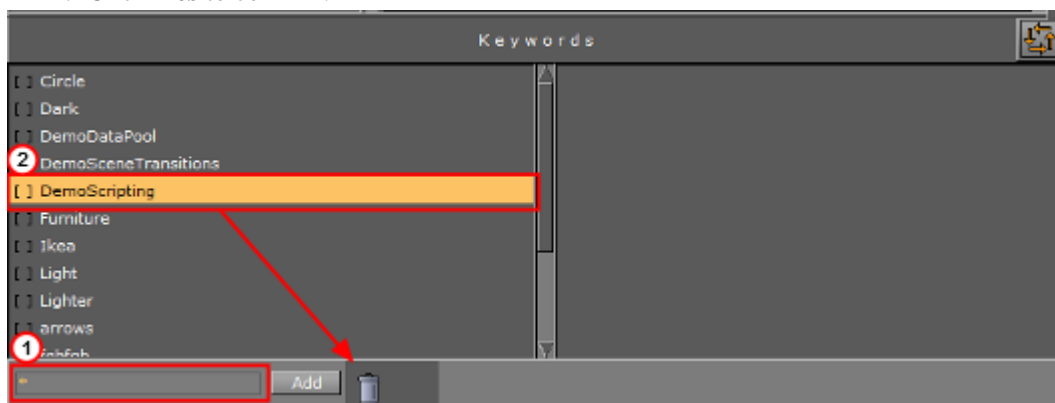 Keywords
[ ] Circle
[ ] Dark
[ ] DemoDataPool
2 DemoSceneTransitions
[ ] DemoScripting
[ ] Furniture
[ ] Ikea
[ ] Light
[ ] Lighter
[ ] arrows
1
Add